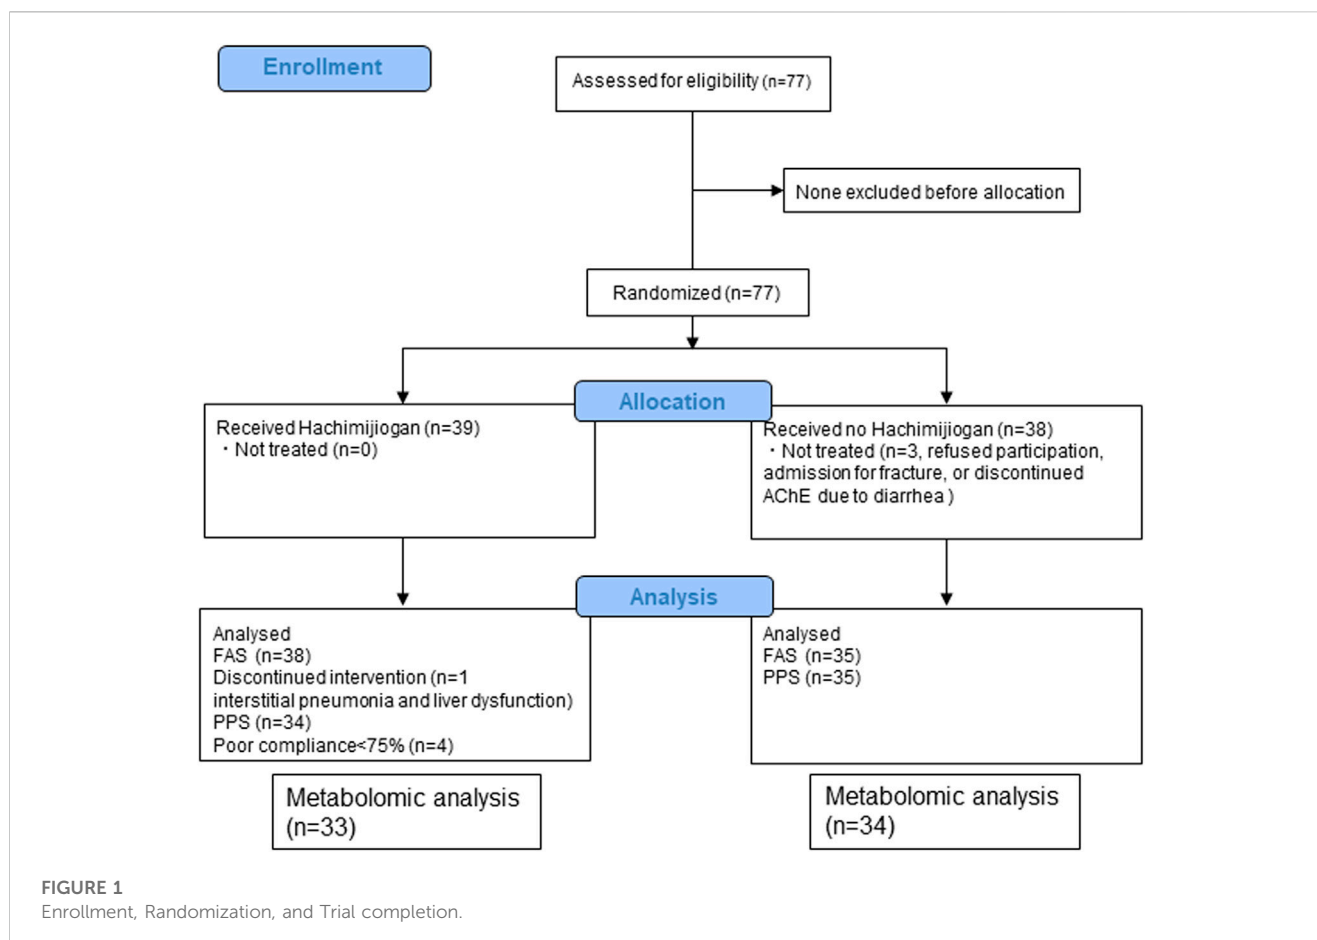 Enrollment
Assessed for eligibility (n=77)
None excluded before allocation
Randomized (n=77)
Allocation
Received Hachimijiogan (n=39)
・Not treated (n=0)
Received no Hachimijiogan (n=38)
・Not treated (n=3, refused participation,
admission for fracture, or discontinued
AChE due to diarrhea )
Analysis
Analysed
FAS (n=38)
Discontinued intervention (n=1
interstitial pneumonia and liver dysfunction)
PPS (n=34)
Poor compliance<75% (n=4)
Analysed
FAS (n=35)
PPS (n=35)
Metabolomic analysis
(n=33)
Metabolomic analysis
(n=34)
FIGURE 1
Enrollment, Randomization, and Trial completion.